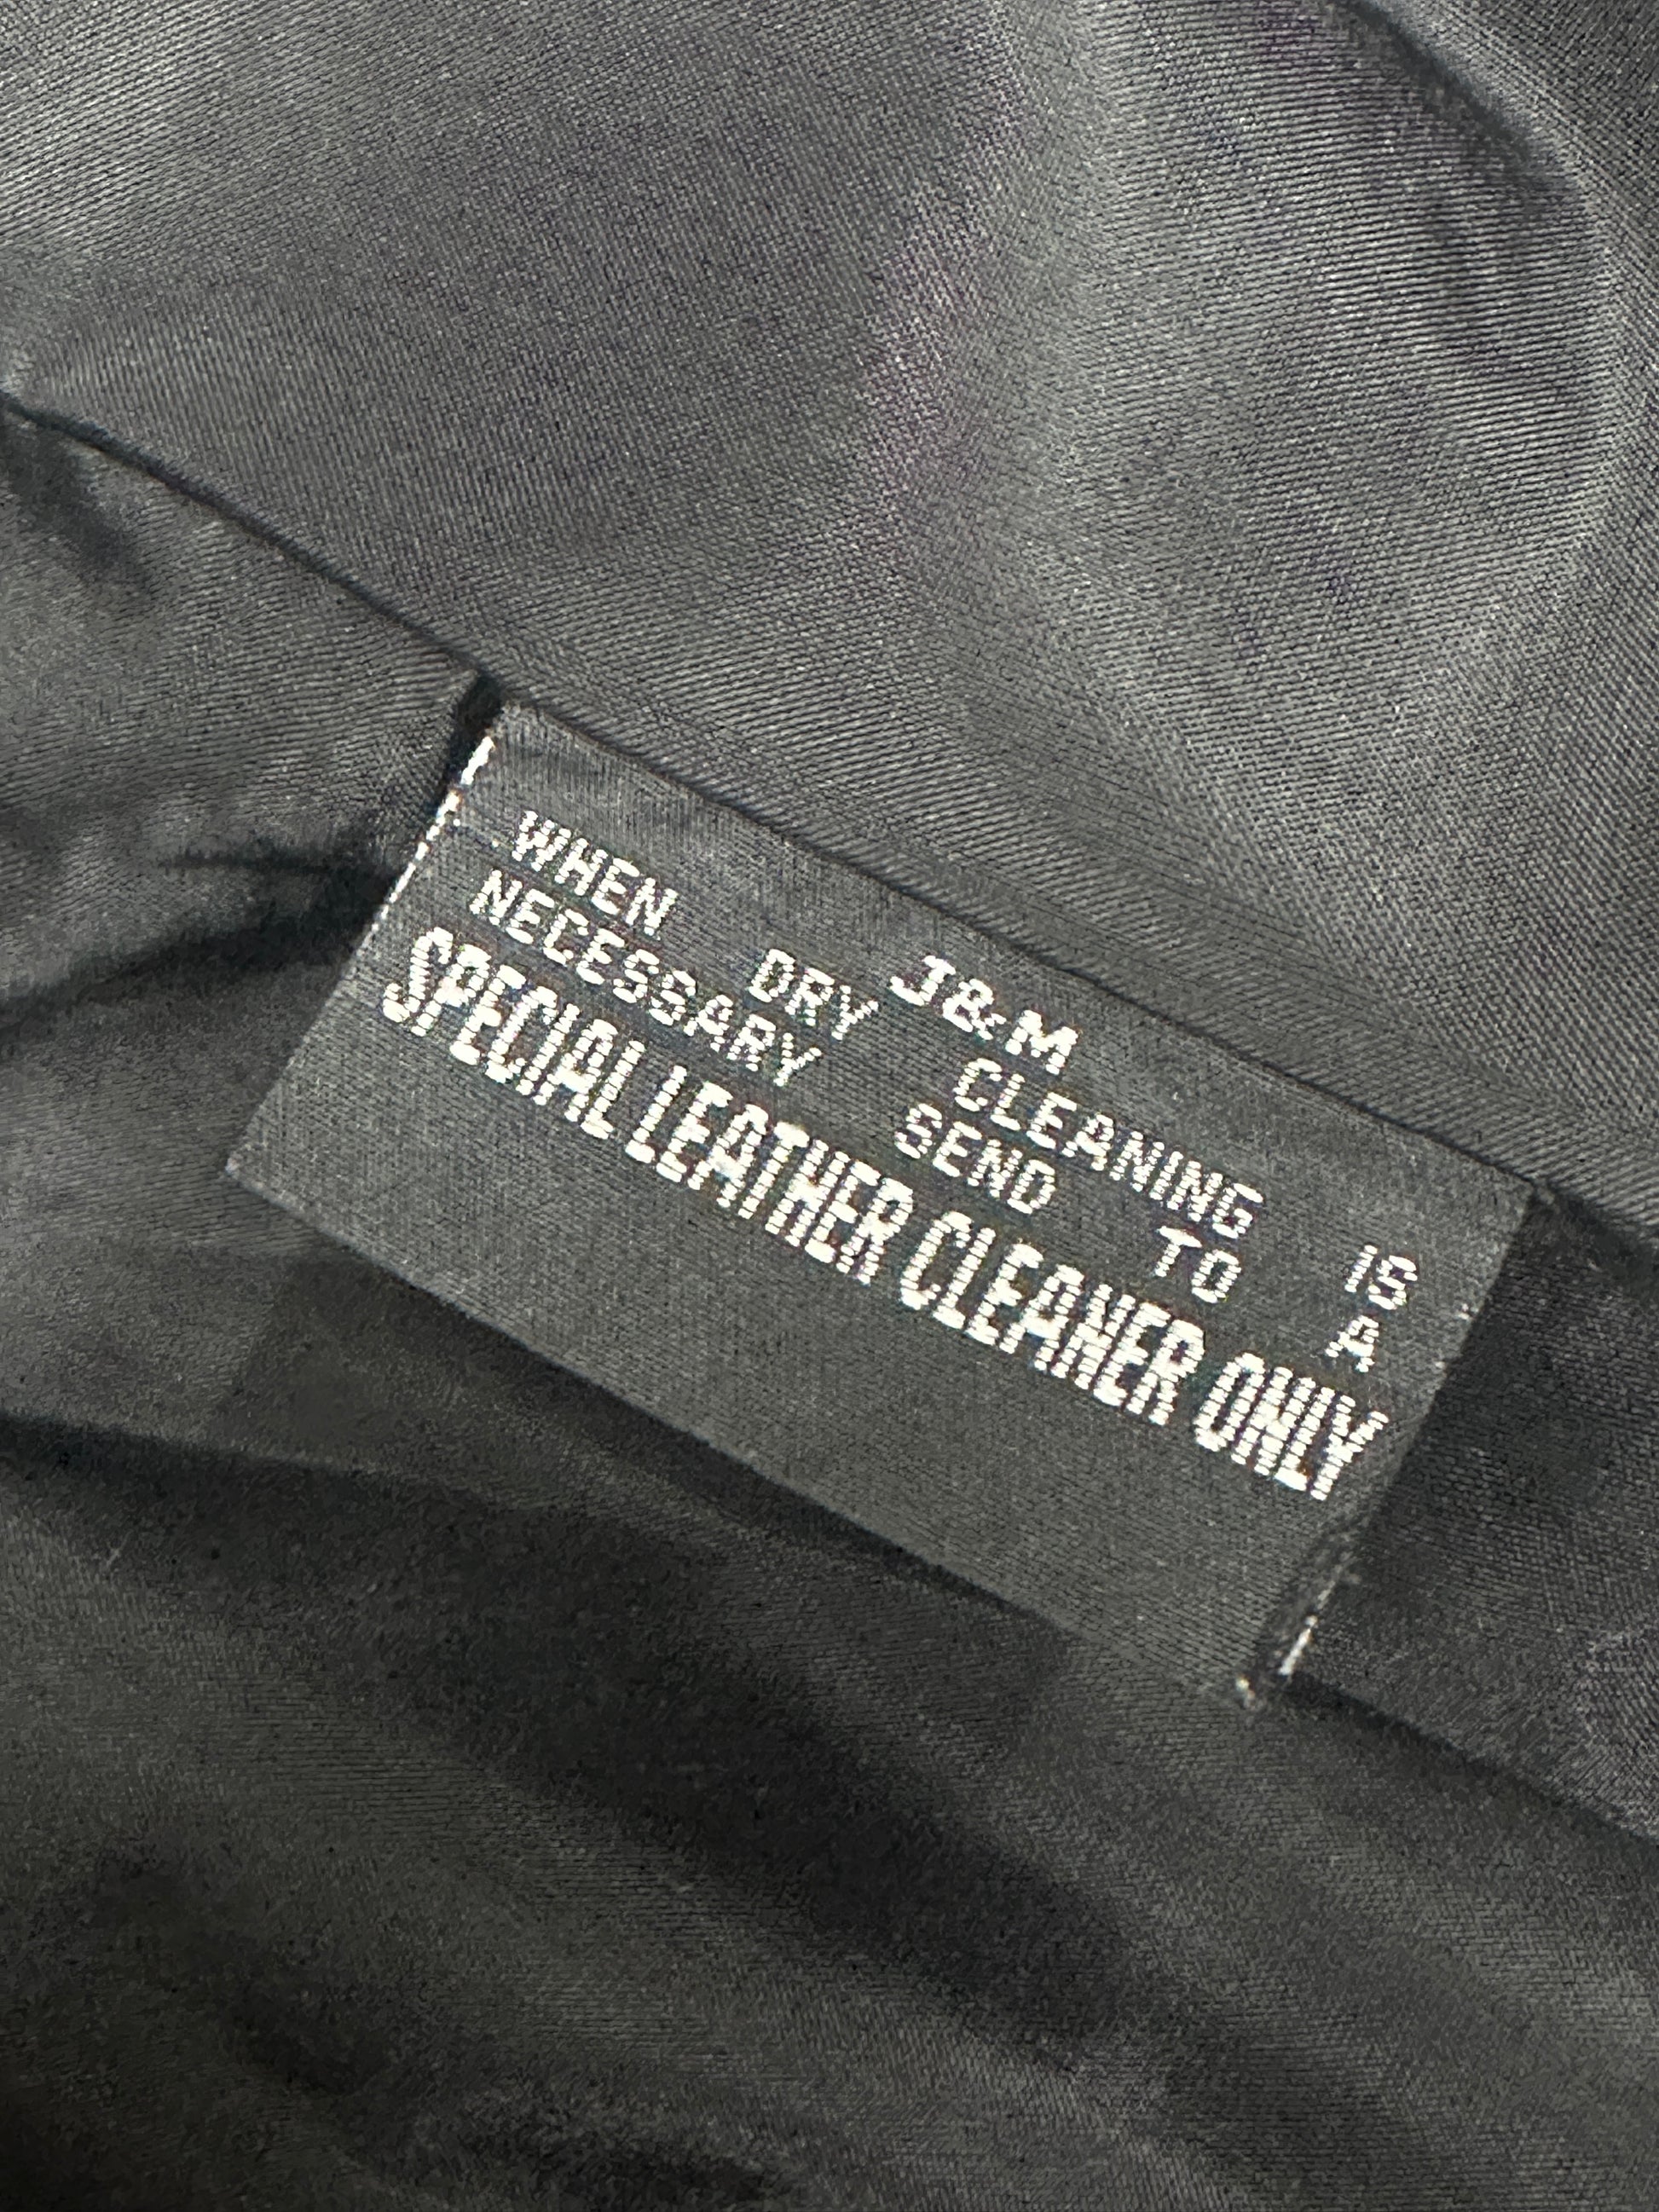 J&M
WHEN DRY CLEANING IS
NECESSARY SEND TO A
SPECIAL LEATHER CLEANER ONLY